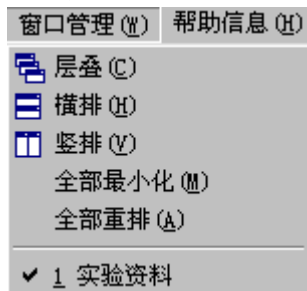 窗口管理(W) 帮助信息(H)
层叠(C)
横排(H)
竖排(V)
全部最小化(M)
全部重排(A)
✔ 1 实验资料